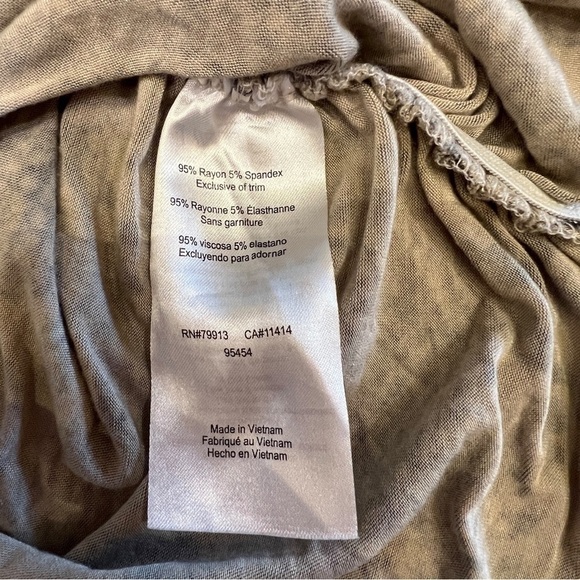 95% Rayon 5% Spandex
Exclusive of trim
95% Rayonne 5% Élasthanne
Sans garniture
95% viscosa 5% elastano
Excluyendo para adornar
RN#79913 CA#11414
95454
Made in Vietnam
Fabriqué au Vietnam
Hecho en Vietnam